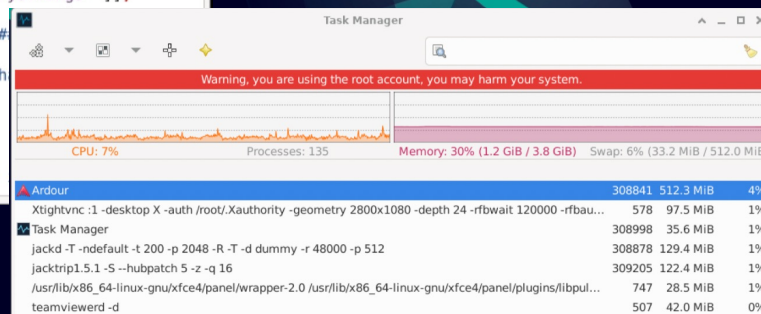 Task Manager
Warning, you are using the root account, you may harm your system.
CPU: 7% Processes: 135 Memory: 30% (1.2 GiB / 3.8 GiB) Swap: 6% (33.2 MiB / 512.0 MiB
Ardour 308841 512.3 MiB 4%
Xtightvnc :1 -desktop X -auth /root/.Xauthority -geometry 2800x1080 -depth 24 -rfbwait 120000 -rfbau... 578 97.5 MiB 1%
Task Manager 308998 35.6 MiB 1%
jackd -T -ndefault -t 200 -p 2048 -R -T -d dummy -r 48000 -p 512 308878 129.4 MiB 1%
jacktrip1.5.1 -S --hubpatch 5 -z -q 16 309205 122.4 MiB 1%
/usr/lib/x86_64-linux-gnu/xfce4/panel/wrapper-2.0 /usr/lib/x86_64-linux-gnu/xfce4/panel/plugins/libpul... 747 28.5 MiB 1%
teamviewerd -d 507 42.0 MiB 0%